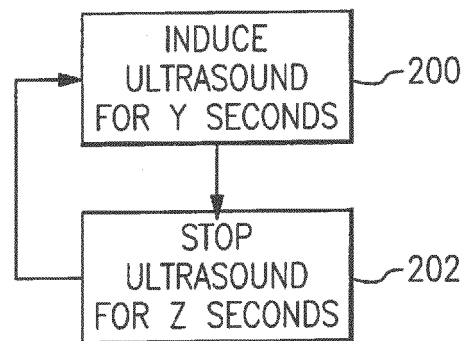 INDUCE
ULTRASOUND
FOR Y SECONDS
200
STOP
ULTRASOUND
FOR Z SECONDS
202